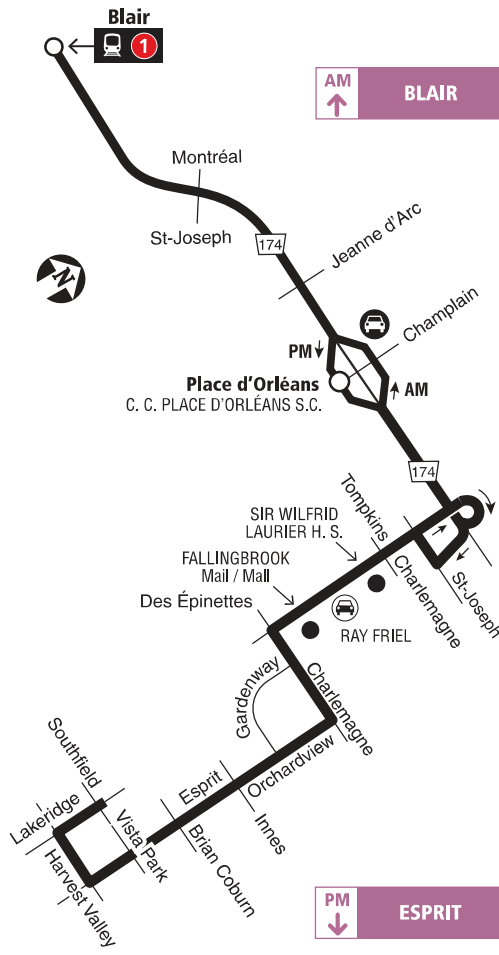 Blair
1
AM
BLAIR
Montréal
St-Joseph
174
Jeanne d'Arc
N
Champlain
PM
Place d'Orléans
C. C. PLACE D'ORLÉANS S.C.
AM
174
Tompkins
SIR WILFRID
LAURIER H. S.
Charlemagne
St-Joseph
FALLINGBROOK
Mail / Mall
Des Épinettes
RAY FRIEL
Gardenway
Charlemagne
Orchardview
Southfield
Esprit
Innes
Lakeridge
Vista Park
Brian Coburn
Harvest Valley
PM
ESPRIT